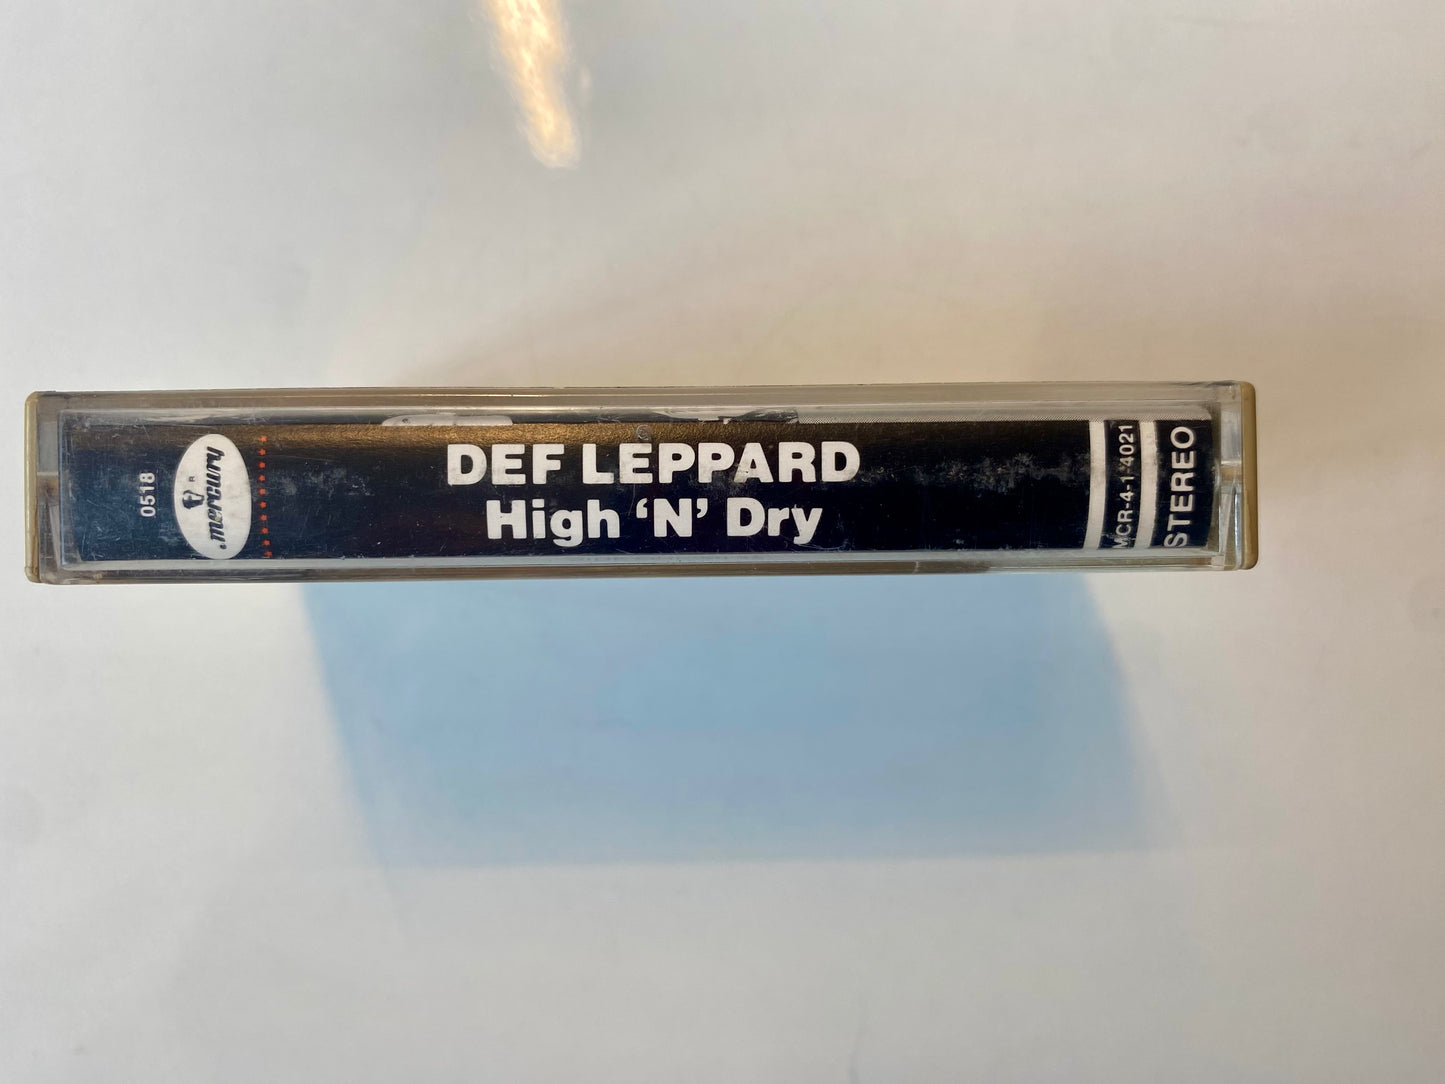 0518
mercury
R
DEF LEPPARD
High ‘N’ Dry
MCR-4-1-4021
STEREO